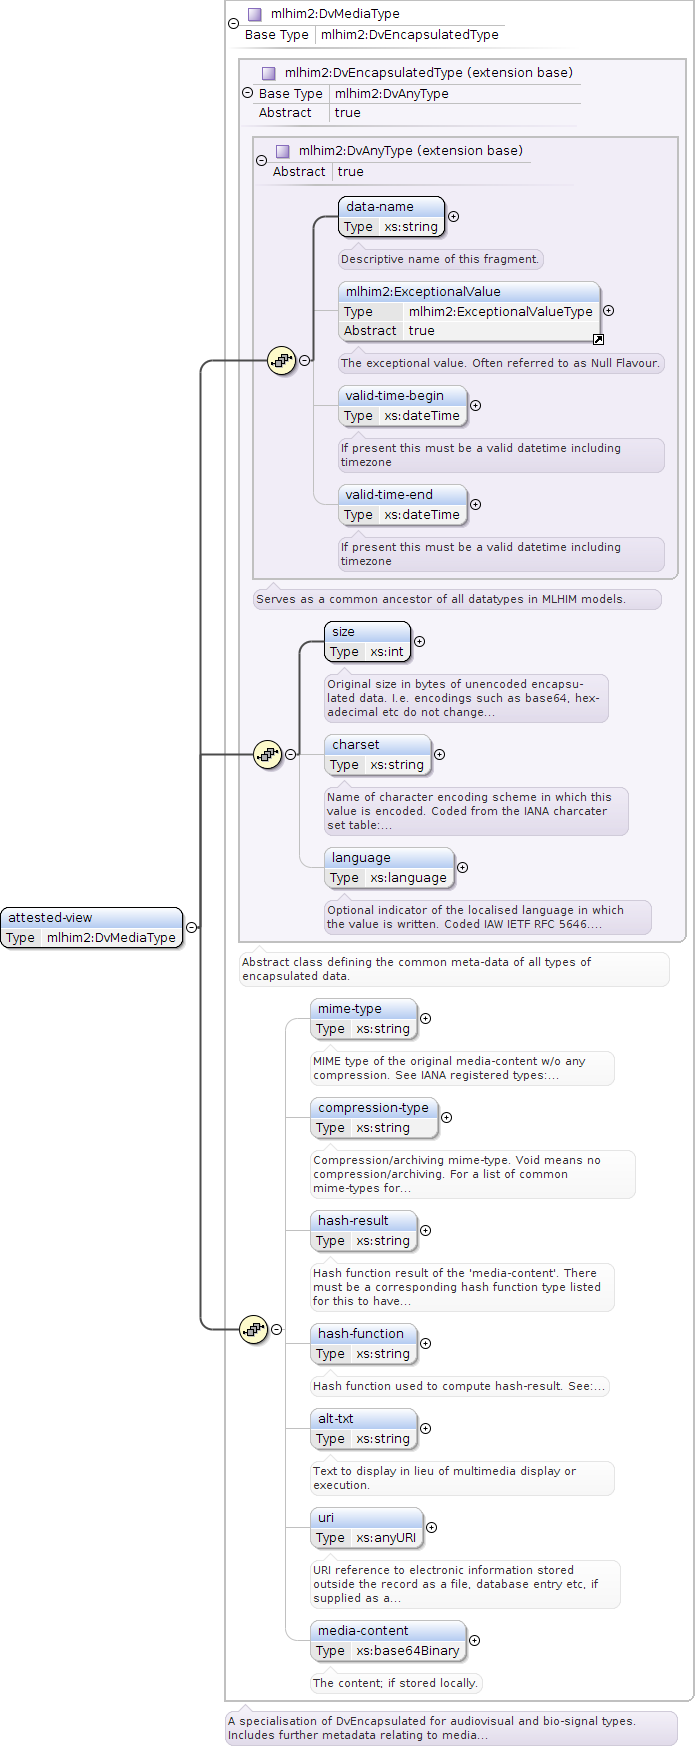 mlhim2:DvMediaType
Base Type mlhim2:DvEncapsulatedType
mlhim2:DvEncapsulatedType (extension base)
Base Type mlhim2:DvAnyType
Abstract true
mlhim2:DvAnyType (extension base)
Abstract true
data-name
Type xs:string
Descriptive name of this fragment.
mlhim2:ExceptionalValue
Type mlhim2:ExceptionalValueType
Abstract true
The exceptional value. Often referred to as Null Flavour.
valid-time-begin
Type xs:dateTime
If present this must be a valid datetime including
timezone
valid-time-end
Type xs:dateTime
If present this must be a valid datetime including
timezone
Serves as a common ancestor of all datatypes in MLHIM models.
size
Type xs:int
Original size in bytes of unencoded encapsu-
lated data. I.e. encodings such as base64, hex-
adecimal etc do not change...
charset
Type xs:string
Name of character encoding scheme in which this
value is encoded. Coded from the IANA charcater
set table:...
language
Type xs:language
Optional indicator of the localised language in which
the value is written. Coded IAW IETF RFC 5646....
attested-view
Type mlhim2:DvMediaType
Abstract class defining the common meta-data of all types of
encapsulated data.
mime-type
Type xs:string
MIME type of the original media-content w/o any
compression. See IANA registered types:...
compression-type
Type xs:string
Compression/archiving mime-type. Void means no
compression/archiving. For a list of common
mime-types for...
hash-result
Type xs:string
Hash function result of the 'media-content'. There
must be a corresponding hash function type listed
for this to have...
hash-function
Type xs:string
Hash function used to compute hash-result. See:...
alt-txt
Type xs:string
Text to display in lieu of multimedia display or
execution.
uri
Type xs:anyURI
URI reference to electronic information stored
outside the record as a file, database entry etc, if
supplied as a...
media-content
Type xs:base64Binary
The content; if stored locally.
A specialisation of DvEncapsulated for audiovisual and bio-signal types.
Includes further metadata relating to media...